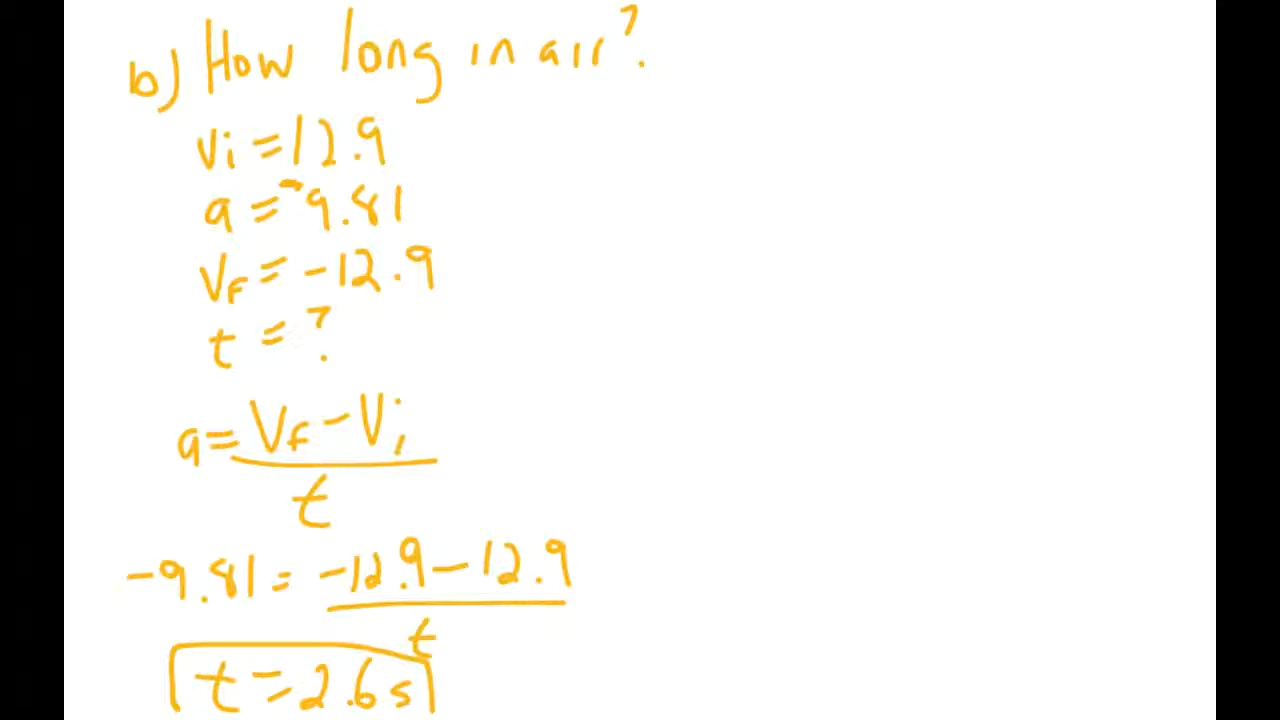 b) How long in air?
Vi = 12.9
a = -9.81
VF = -12.9
t = ?
a = VF - Vi
t
-9.81 = -12.9 - 12.9
t
t = 2.6s